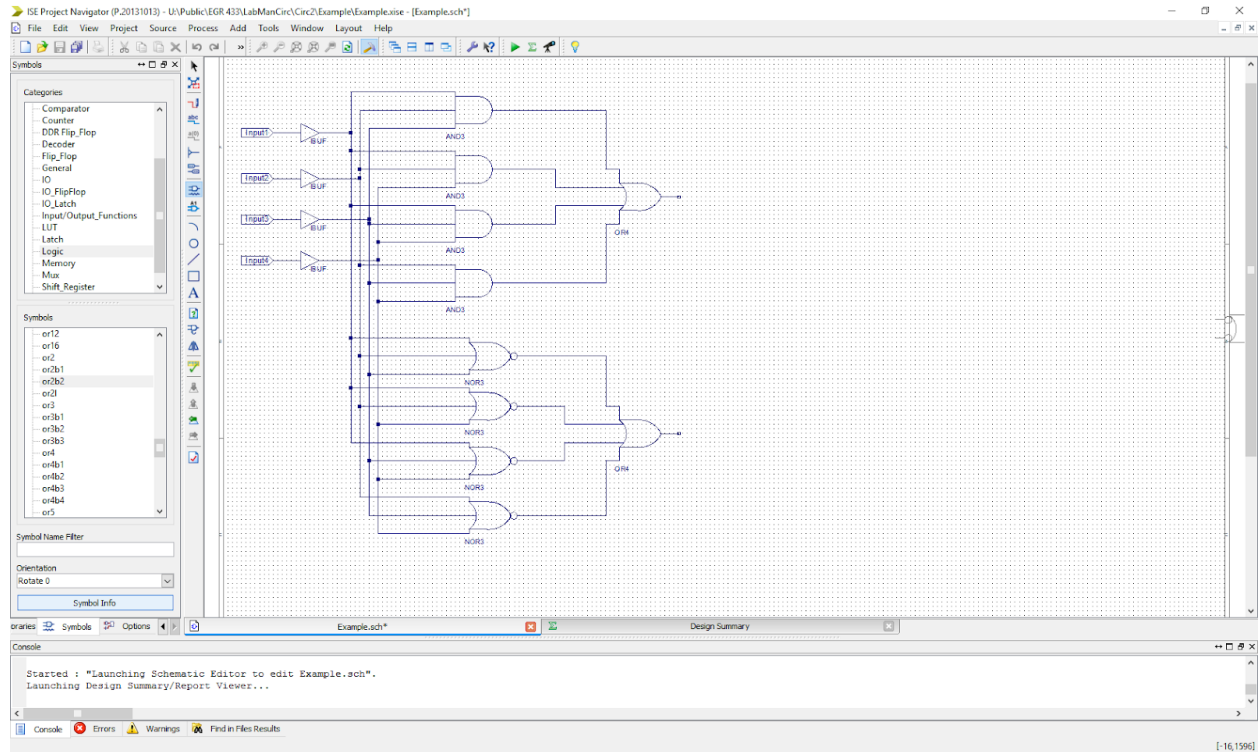 ISE Project Navigator (P.20131013) - U:\Public\EGR 433\LabManCirc\Circ2\Example\Example.xise - [Example.sch*]
File Edit View Project Source Process Add Tools Window Layout Help
Symbols
Categories
Comparator
Counter
DDR Flip_Flop
Decoder
Flip_Flop
General
IO
IO_FlipFlop
IO_Latch
Input/Output_Functions
LUT
Latch
Logic
Memory
Mux
Shift_Register
Symbols
or12
or16
or2
or2b1
or2b2
or2l
or3
or3b1
or3b2
or3b3
or4
or4b1
or4b2
or4b3
or4b4
or5
Symbol Name Filter
Orientation
Rotate 0
Symbol Info
Input1
IBUF
Input2
IBUF
Input3
IBUF
Input4
IBUF
AND3
AND3
AND3
AND3
OR4
NOR3
NOR3
NOR3
NOR3
OR4
oraries Symbols Options
Example.sch*
Design Summary
Console
Started : "Launching Schematic Editor to edit Example.sch".
Launching Design Summary/Report Viewer...
Console Errors Warnings Find in Files Results
[-16,1596]